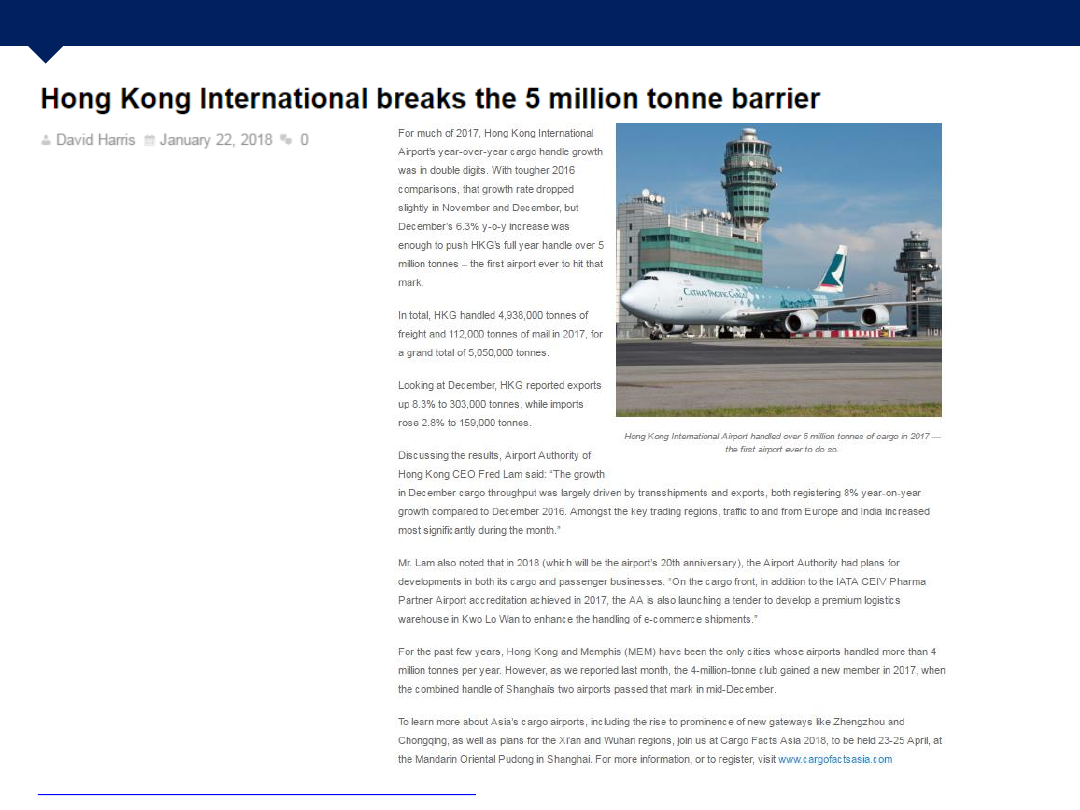 Hong Kong International breaks the 5 million tonne barrier
David Harris January 22, 2018 0
For much of 2017, Hong Kong International
Airport's year-over-year cargo handle growth
was in double digits. With tougher 2016
comparisons, that growth rate dropped
slightly in November and December, but
December's 6.3% y-o-y increase was
enough to push HKG's full year handle over 5
million tonnes – the first airport ever to hit that
mark.
In total, HKG handled 4,938,000 tonnes of
freight and 112,000 tonnes of mail in 2017, for
a grand total of 5,050,000 tonnes.
Looking at December, HKG reported exports
up 8.3% to 303,000 tonnes, while imports
rose 2.8% to 159,000 tonnes.
CATHAY PACIFIC CARGO
Hong Kong International Airport handled over 5 million tonnes of cargo in 2017 —
the first airport ever to do so.
Discussing the results, Airport Authority of
Hong Kong CEO Fred Lam said: “The growth
in December cargo throughput was largely driven by transshipments and exports, both registering 8% year-on-year
growth compared to December 2016. Amongst the key trading regions, traffic to and from Europe and India increased
most significantly during the month.”
Mr. Lam also noted that in 2018 (which will be the airport's 20th anniversary), the Airport Authority had plans for
developments in both its cargo and passenger businesses. “On the cargo front, in addition to the IATA CEIV Pharma
Partner Airport accreditation achieved in 2017, the AA is also launching a tender to develop a premium logistics
warehouse in Kwo Lo Wan to enhance the handling of e-commerce shipments.”
For the past few years, Hong Kong and Memphis (MEM) have been the only cities whose airports handled more than 4
million tonnes per year. However, as we reported last month, the 4-million-tonne club gained a new member in 2017, when
the combined handle of Shanghai's two airports passed that mark in mid-December.
To learn more about Asia's cargo airports, including the rise to prominence of new gateways like Zhengzhou and
Chongqing, as well as plans for the Xi'an and Wuhan regions, join us at Cargo Facts Asia 2018, to be held 23-25 April, at
the Mandarin Oriental Pudong in Shanghai. For more information, or to register, visit www.cargofactsasia.com